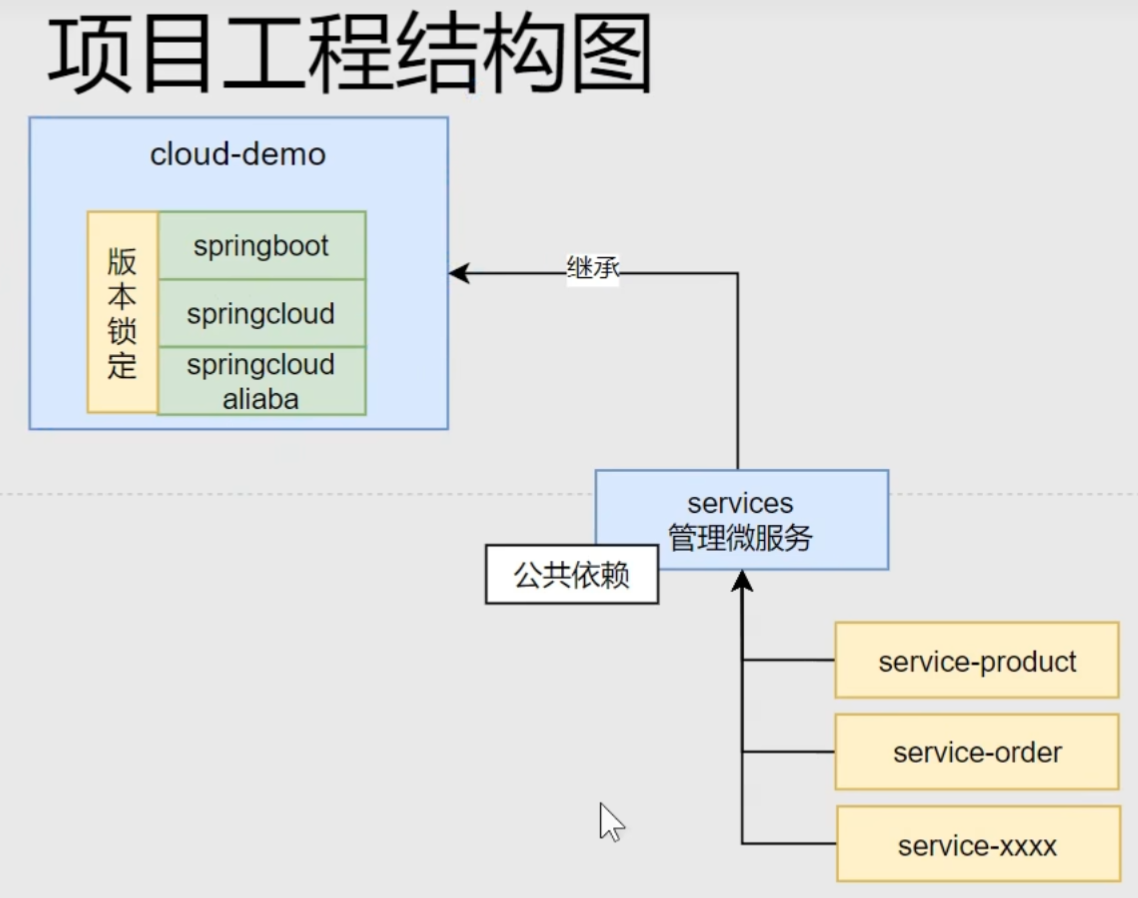 项目工程结构图
cloud-demo
版
本
锁
定
springboot
springcloud
springcloud
aliaba
继承
services
管理微服务
公共依赖
service-product
service-order
service-xxxx